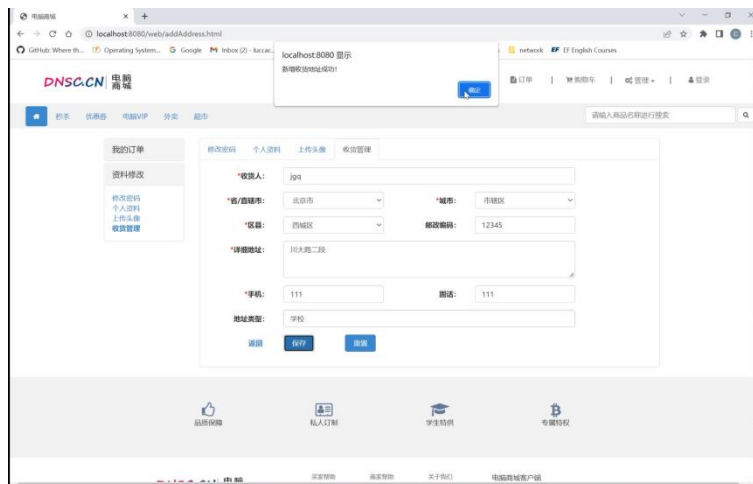 电脑商城
localhost:8080/web/addAddress.html
GitHub: Where th...
Operating System...
Google
Inbox (2) - luccac...
network
EF English Courses
localhost:8080 显示
新增收货地址成功!
确定
DNSC.CN 电脑商城
订单 | 购物车 | 管理 | 登录
秒杀 优惠券 电脑VIP 外卖 超市
请输入商品名称进行搜索
我的订单
资料修改
修改密码
个人资料
上传头像
收货管理
修改密码 个人资料 上传头像 收货管理
*收货人: jgq
*省/直辖市: 北京市 *城市: 市辖区
*区县: 西城区 邮政编码: 12345
*详细地址: 川大路二段
*手机: 111 固话: 111
地址类型: 学校
返回 保存 重置
品质保障 私人订制 学生特供 专属特权
DNSC.CN 电脑
买家帮助 商家帮助 关于我们 电脑商城客户端